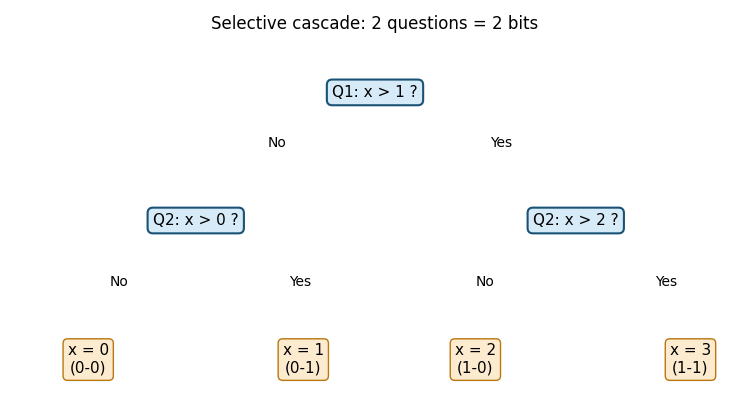 Selective cascade: 2 questions = 2 bits
Q1: x > 1 ?
No
Yes
Q2: x > 0 ?
Q2: x > 2 ?
No
Yes
No
Yes
x = 0
(0-0)
x = 1
(0-1)
x = 2
(1-0)
x = 3
(1-1)